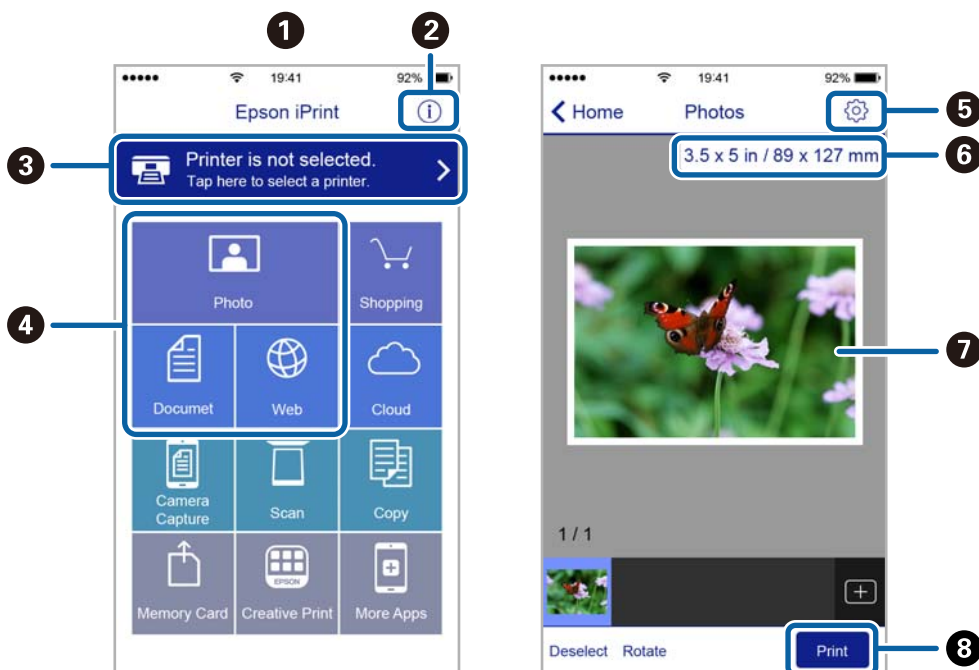 1
2
19:41
92%
Epson iPrint
i
3
Printer is not selected.
Tap here to select a printer.
4
Photo
Shopping
Documet
Web
Cloud
Camera
Capture
Scan
Copy
Memory Card
EPSON
Creative Print
More Apps
19:41
92%
Home
Photos
5
3.5 x 5 in / 89 x 127 mm
6
7
1 / 1
Deselect
Rotate
Print
8